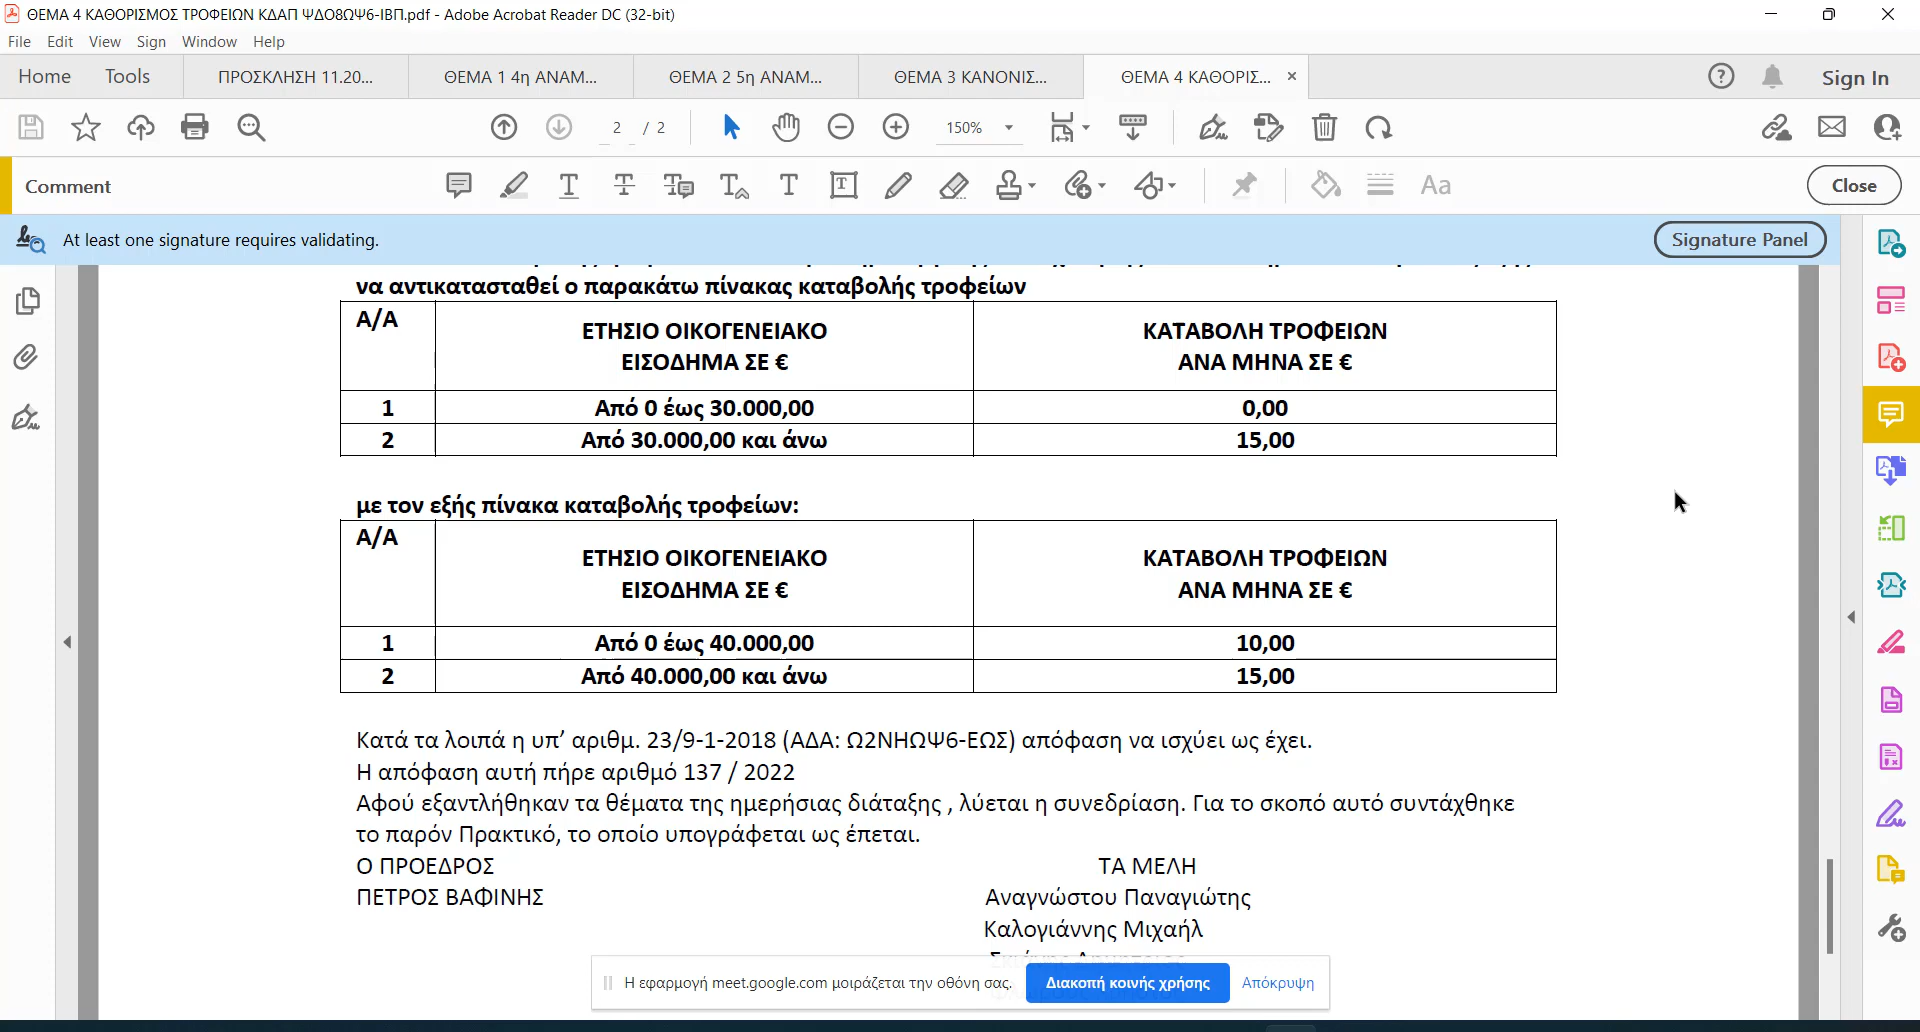 ΘΕΜΑ 4 ΚΑΘΟΡΙΣΜΟΣ ΤΡΟΦΕΙΩΝ ΚΔΑΠ ΨΔΟ8ΩΨ6-ΙΒΠ.pdf - Adobe Acrobat Reader DC (32-bit)
File Edit View Sign Window Help
Home Tools ΠΡΟΣΚΛΗΣΗ 11.20... ΘΕΜΑ 1 4η ΑΝΑΜ... ΘΕΜΑ 2 5η ΑΝΑΜ... ΘΕΜΑ 3 ΚΑΝΟΝΙΣ... ΘΕΜΑ 4 ΚΑΘΟΡΙΣ... Sign In
2 / 2 150%
Comment Close
At least one signature requires validating. Signature Panel
να αντικατασταθεί ο παρακάτω πίνακας καταβολής τροφείων
Α/Α ΕΤΗΣΙΟ ΟΙΚΟΓΕΝΕΙΑΚΟ ΚΑΤΑΒΟΛΗ ΤΡΟΦΕΙΩΝ
ΕΙΣΟΔΗΜΑ ΣΕ € ΑΝΑ ΜΗΝΑ ΣΕ €
1 Από 0 έως 30.000,00 0,00
2 Από 30.000,00 και άνω 15,00
με τον εξής πίνακα καταβολής τροφείων:
Α/Α ΕΤΗΣΙΟ ΟΙΚΟΓΕΝΕΙΑΚΟ ΚΑΤΑΒΟΛΗ ΤΡΟΦΕΙΩΝ
ΕΙΣΟΔΗΜΑ ΣΕ € ΑΝΑ ΜΗΝΑ ΣΕ €
1 Από 0 έως 40.000,00 10,00
2 Από 40.000,00 και άνω 15,00
Κατά τα λοιπά η υπ’ αριθμ. 23/9-1-2018 (ΑΔΑ: Ω2ΝΗΩΨ6-ΕΩΣ) απόφαση να ισχύει ως έχει.
Η απόφαση αυτή πήρε αριθμό 137 / 2022
Αφού εξαντλήθηκαν τα θέματα της ημερήσιας διάταξης , λύεται η συνεδρίαση. Για το σκοπό αυτό συντάχθηκε
το παρόν Πρακτικό, το οποίο υπογράφεται ως έπεται.
Ο ΠΡΟΕΔΡΟΣ ΤΑ ΜΕΛΗ
ΠΕΤΡΟΣ ΒΑΦΙΝΗΣ Αναγνώστου Παναγιώτης
Καλογιάννης Μιχαήλ
Η εφαρμογή meet.google.com μοιράζεται την οθόνη σας. Διακοπή κοινής χρήσης Απόκρυψη